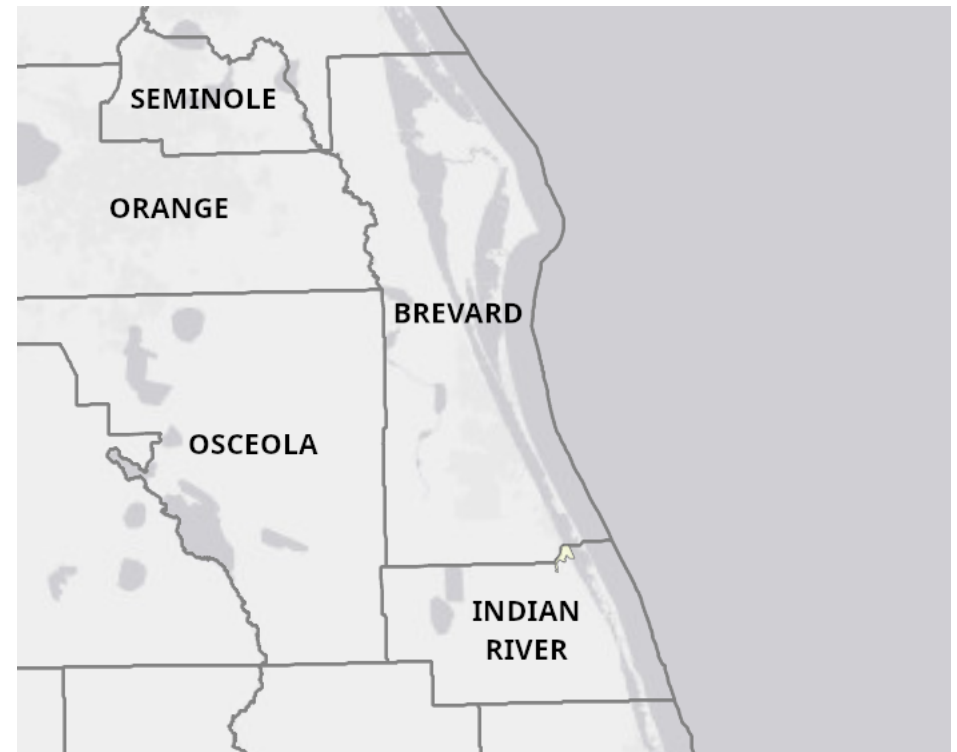 SEMINOLE
ORANGE
BREVARD
OSCEOLA
INDIAN
RIVER